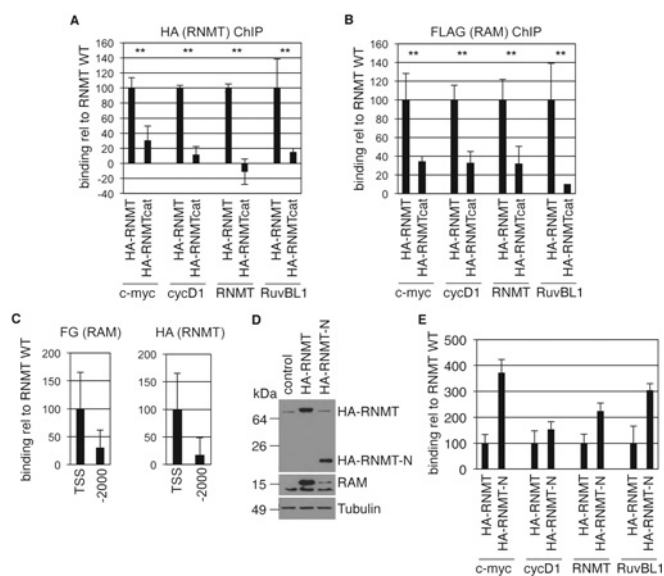 A
HA (RNMT) ChIP
binding rel to RNMT WT
140
120
100
80
60
40
20
0
-20
-40
** ** ** **
HA-RNMT
HA-RNMTcat
HA-RNMT
HA-RNMTcat
HA-RNMT
HA-RNMTcat
HA-RNMT
HA-RNMTcat
c-myc cycD1 RNMT RuvBL1
B
FLAG (RAM) ChIP
binding rel to RNMT WT
160
140
120
100
80
60
40
20
0
** ** ** **
HA-RNMT
HA-RNMTcat
HA-RNMT
HA-RNMTcat
HA-RNMT
HA-RNMTcat
HA-RNMT
HA-RNMTcat
c-myc cycD1 RNMT RuvBL1
C
FG (RAM)
binding rel to RNMT WT
200
150
100
50
0
TSS
-2000
HA (RNMT)
200
150
100
50
0
TSS
-2000
D
control
HA-RNMT
HA-RNMT-N
kDa
64
26
15
49
HA-RNMT
HA-RNMT-N
RAM
Tubulin
E
binding rel to RNMT WT
500
400
300
200
100
0
HA-RNMT
HA-RNMT-N
HA-RNMT
HA-RNMT-N
HA-RNMT
HA-RNMT-N
HA-RNMT
HA-RNMT-N
c-myc cycD1 RNMT RuvBL1